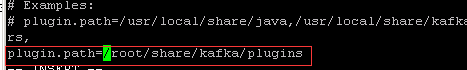 # Examples:
# plugin.path=/usr/local/share/java,/usr/local/share/kafka
rs,
plugin.path=/root/share/kafka/plugins
-- INSERT --